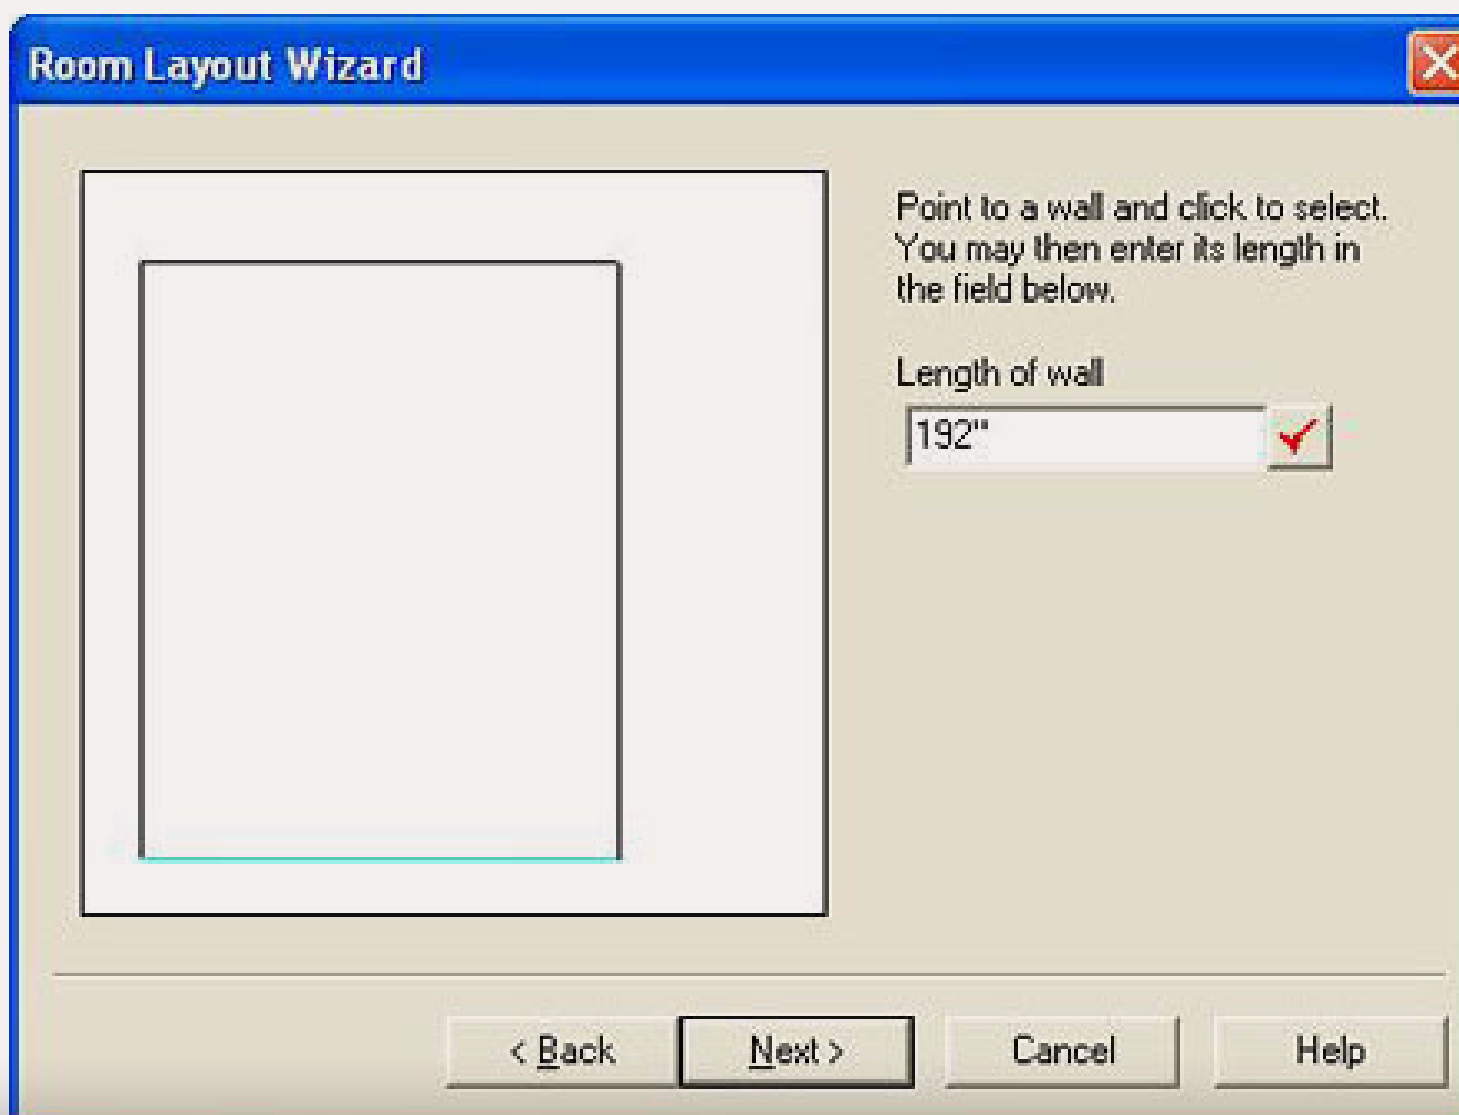 Room Layout Wizard
Point to a wall and click to select.
You may then enter its length in
the field below.
Length of wall
192"
< Back
Next >
Cancel
Help